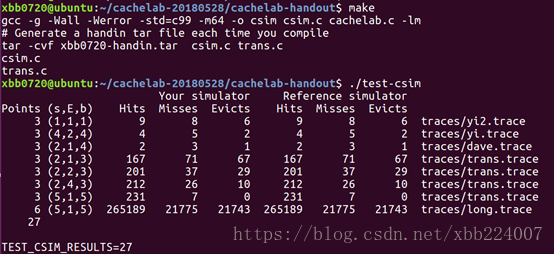 xbb0720@ubuntu:~/cachelab-20180528/cachelab-handout$ make
gcc -g -Wall -Werror -std=c99 -m64 -o csim csim.c cachelab.c -lm
# Generate a handin tar file each time you compile
tar -cvf xbb0720-handin.tar  csim.c trans.c
csim.c
trans.c
xbb0720@ubuntu:~/cachelab-20180528/cachelab-handout$ ./test-csim
Your simulator     Reference simulator
Points (s,E,b)    Hits  Misses  Evicts    Hits  Misses  Evicts
3 (1,1,1)       9       8       6       9       8       6  traces/yi2.trace
3 (4,2,4)       4       5       2       4       5       2  traces/yi.trace
3 (2,1,4)       2       3       1       2       3       1  traces/dave.trace
3 (2,1,3)     167      71      67     167      71      67  traces/trans.trace
3 (2,2,3)     201      37      29     201      37      29  traces/trans.trace
3 (2,4,3)     212      26      10     212      26      10  traces/trans.trace
3 (5,1,5)     231       7       0     231       7       0  traces/trans.trace
6 (5,1,5)  265189   21775   21743  265189   21775   21743  traces/long.trace
27
https://blog.csdn.net/xbb224007
TEST_CSIM_RESULTS=27